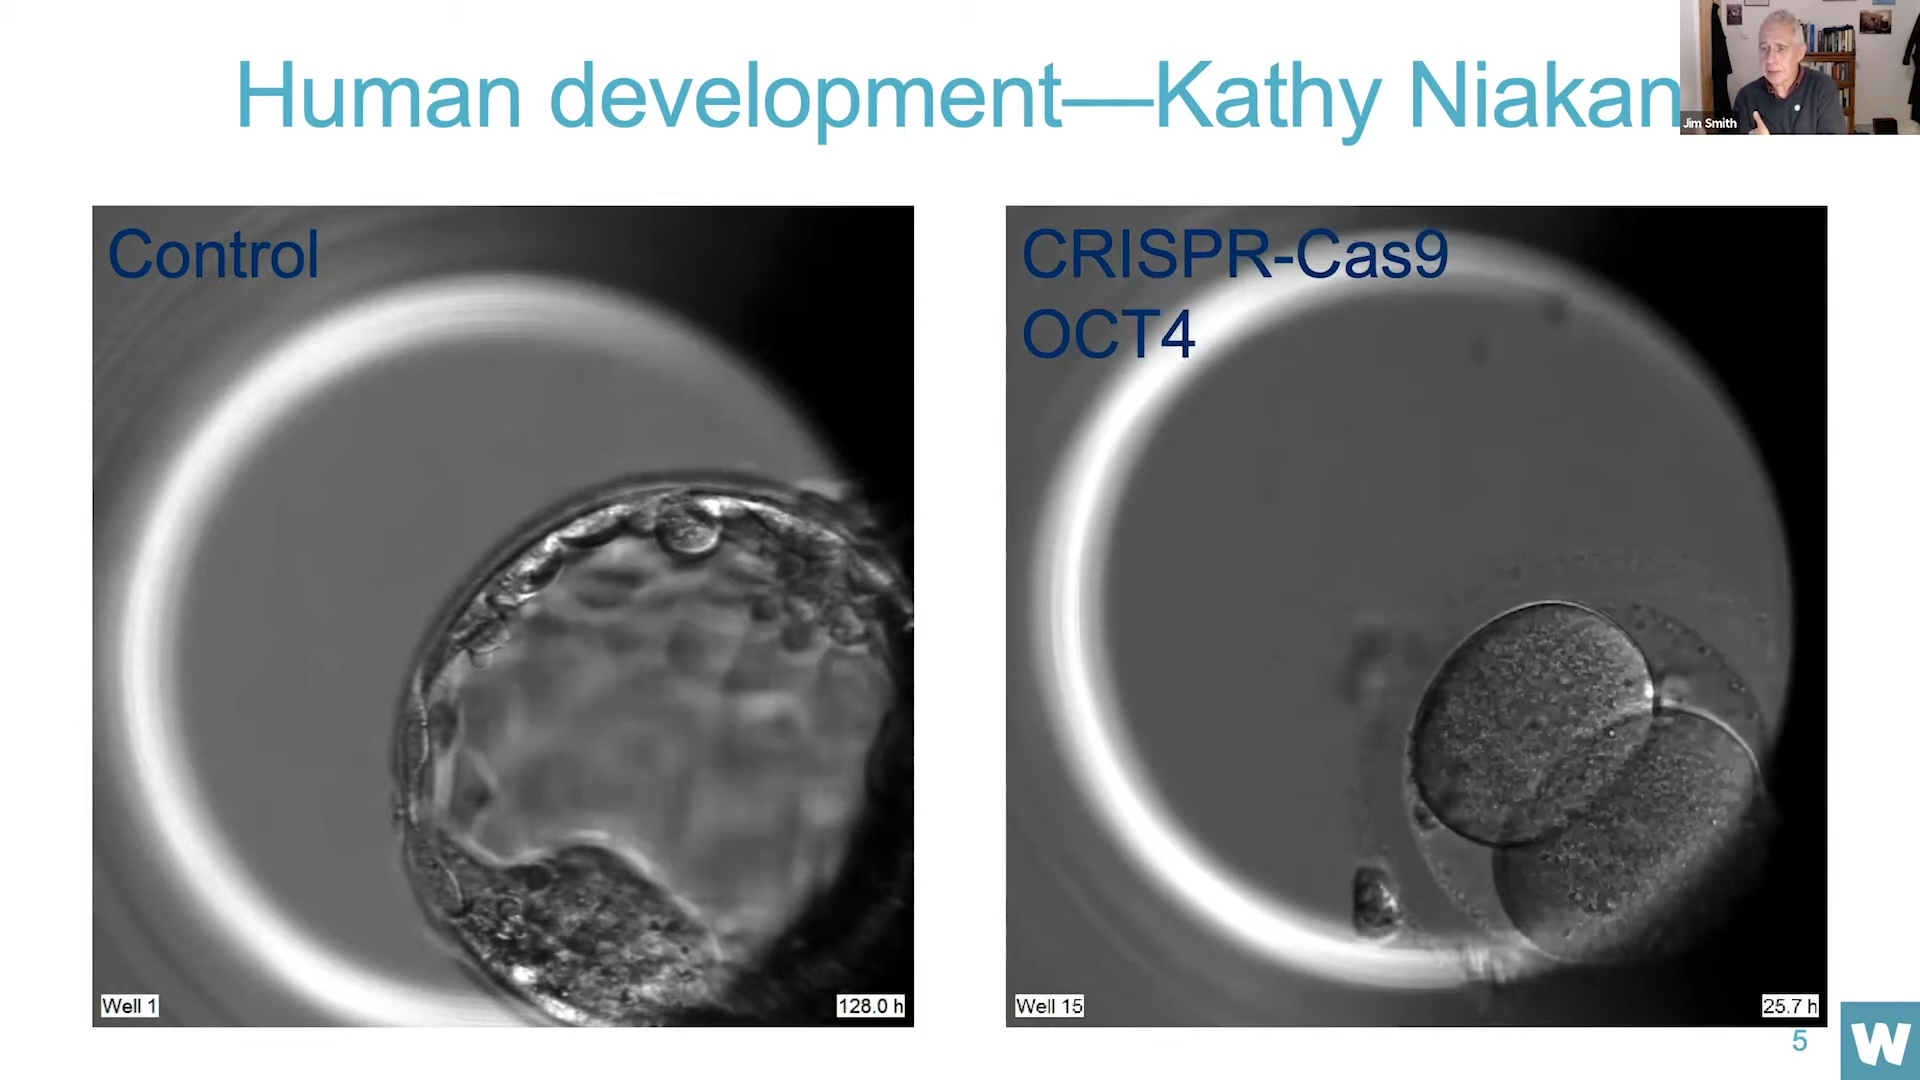 Human development—Kathy Niakan
Jim Smith
Control
CRISPR-Cas9
OCT4
Well 1
128.0 h
Well 15
25.7 h
5
W